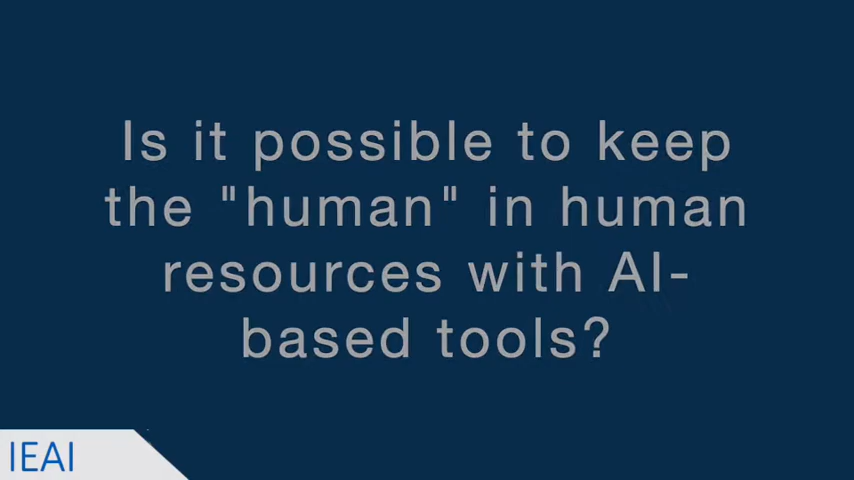 Is it possible to keep
the "human" in human
resources with AI-
based tools?
IEAI